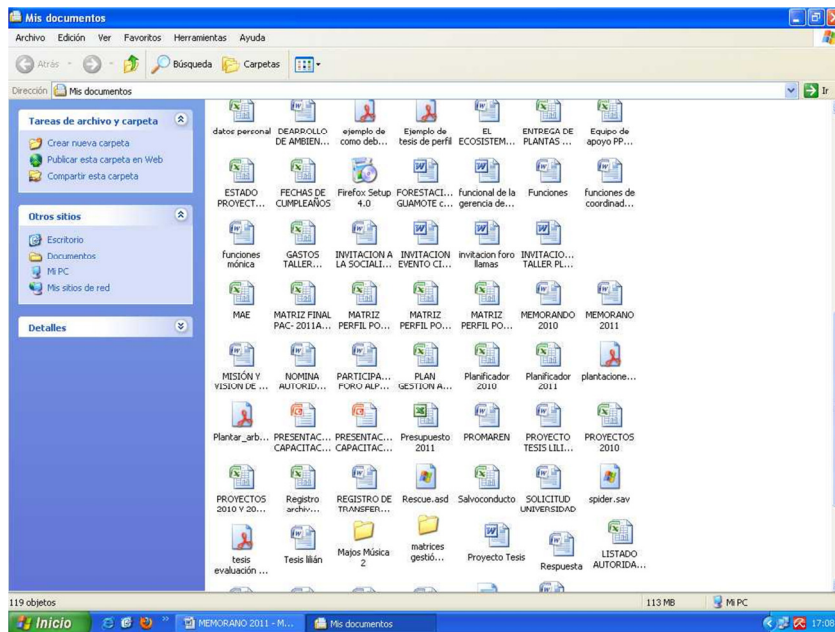 Mis documentos
Archivo Edición Ver Favoritos Herramientas Ayuda
Atrás Búsqueda Carpetas
Dirección Mis documentos Ir
Tareas de archivo y carpeta
Crear nueva carpeta
Publicar esta carpeta en Web
Compartir esta carpeta
Otros sitios
Escritorio
Documentos
Mi PC
Mis sitios de red
Detalles
datos personal DEARROLLO ejemplo de Ejemplo de EL ENTREGA DE Equipo de
DE AMBIEN... como deb... tesis de perfil ECOSISTEM... PLANTAS ... apoyo PP...
ESTADO FECHAS DE Firefox Setup FORESTACI... funcional de la Funciones funciones de
PROYECT... CUMPLEAÑOS 4.0 GUAMOTE c... gerencia de... coordinad...
funciones GASTOS INVITACION A INVITACION invitacion foro INVITACIO...
mónica TALLER... LA SOCIALI... EVENTO CI... llamas TALLER PL...
MAE MATRIZ FINAL MATRIZ MATRIZ MATRIZ MEMORANDO MEMORANO
PAC- 2011A... PERFIL PO... PERFIL PO... PERFIL PO... 2010 2011
MISIÓN Y NOMINA PARTICIPA... PLAN Planificador Planificador plantacione...
VISION DE ... AUTORID... FORO ALP... GESTION A... 2010 2011
Plantar_arb... PRESENTAC... PRESENTAC... Presupuesto PROMAREN PROYECTO PROYECTOS
CAPACITAC... CAPACITAC... 2011 TESIS LILI... 2010
PROYECTOS Registro REGISTRO DE Rescue.asd Salvoconducto SOLICITUD spider.sav
2010 Y 20... archiv... TRANSFER... UNIVERSIDAD
tesis Tesis lilián Majos Música matrices Proyecto Tesis Respuesta LISTADO
evaluación ... 2 gestió... AUTORIDA...
119 objetos 113 MB Mi PC
Inicio MEMORANO 2011 - M... Mis documentos 17:08